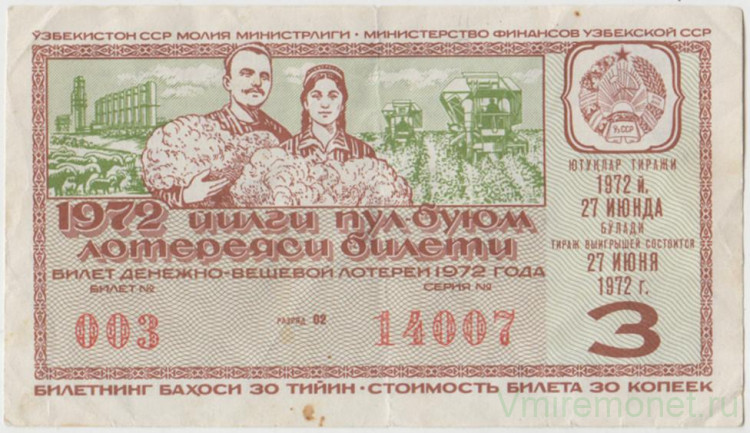 ЎЗБЕКИСТОН ССР МОЛИЯ МИНИСТРЛИГИ · МИНИСТЕРСТВО ФИНАНСОВ УЗБЕКСКОЙ ССР
ЎзССР
ЮТУҚЛАР ТИРАЖИ
1972 й.
27 ИЮНДА
БЎЛАДИ
ТИРАЖ ВЫИГРЫШЕЙ СОСТОИТСЯ
27 ИЮНЯ
1972 г.
3
1972 йилги пул буюм
лотереяси билети
БИЛЕТ ДЕНЕЖНО-ВЕЩЕВОЙ ЛОТЕРЕИ 1972 ГОДА
БИЛЕТ № СЕРИЯ №
003 РАЗРЯД 02 14007
БИЛЕТНИНГ БАҲОСИ 30 ТИЙИН · СТОИМОСТЬ БИЛЕТА 30 КОПЕЕК
Vmiremonet.ru